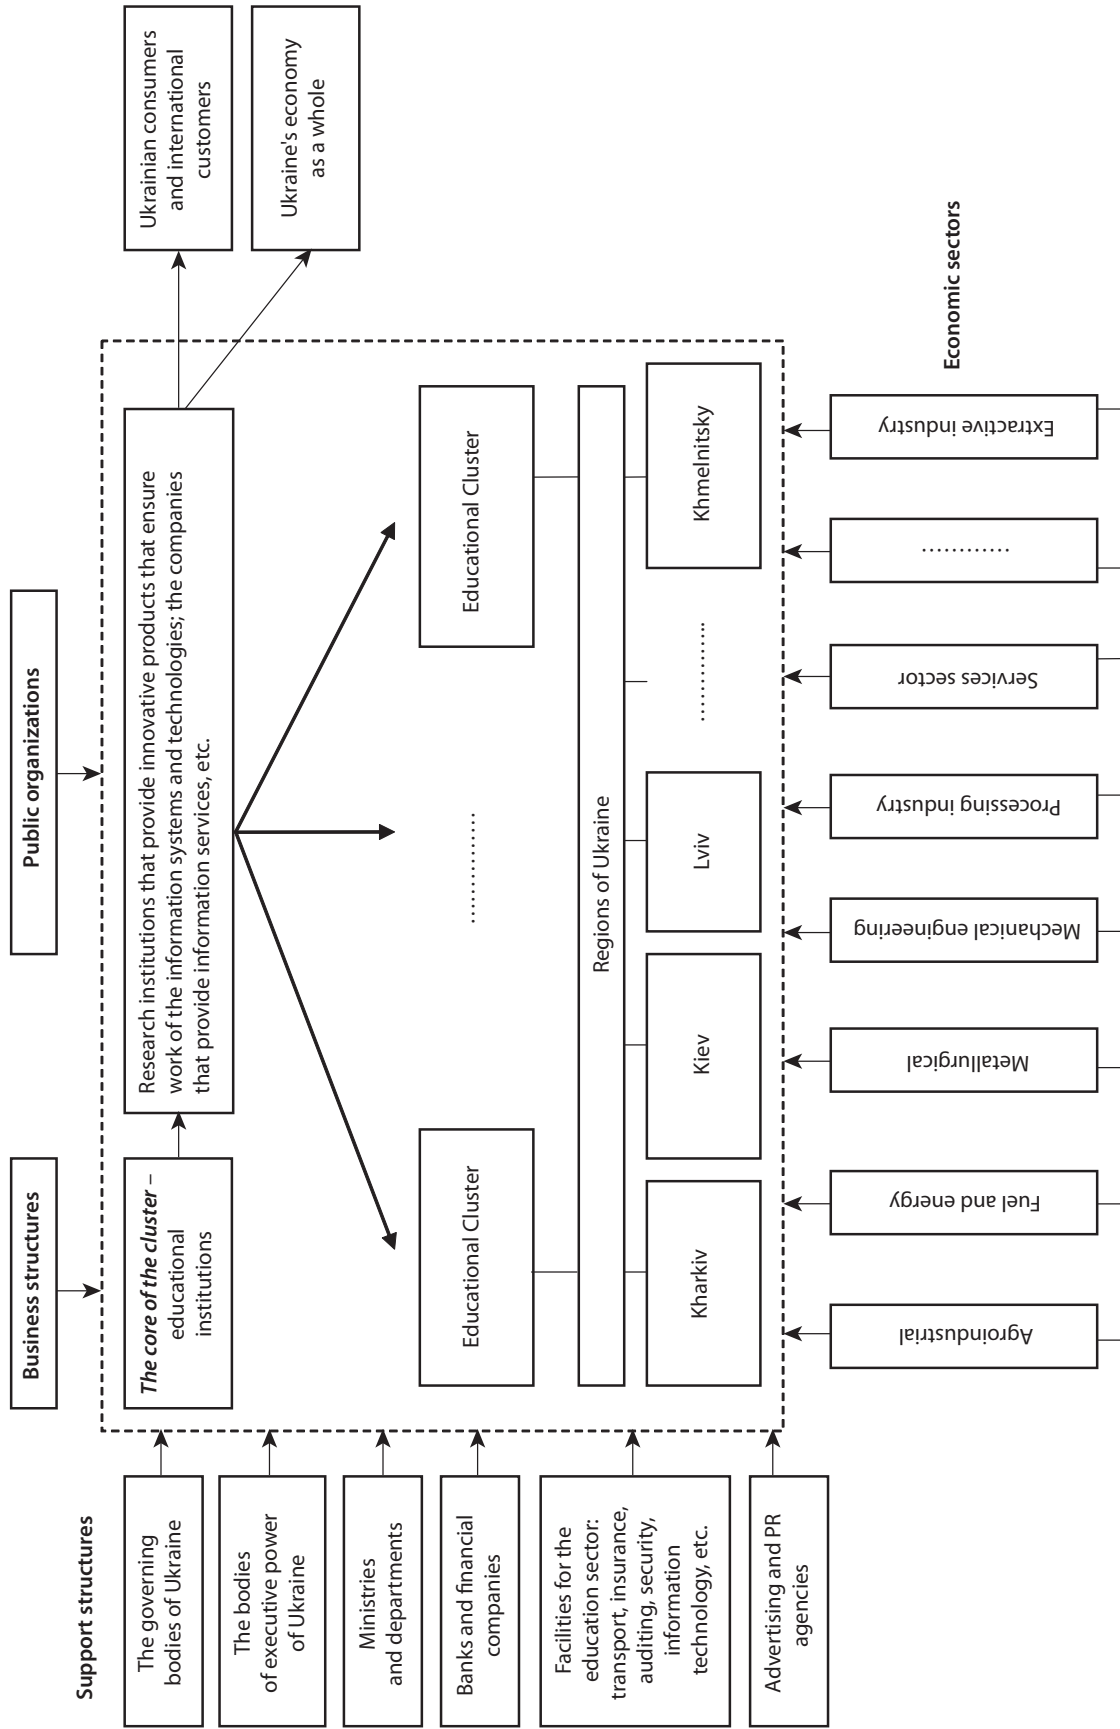 Business structures
Public organizations
Support structures
The governing
bodies of Ukraine
The bodies
of executive power
of Ukraine
Ministries
and departments
Banks and financial
companies
Facilities for the
education sector:
transport, insurance,
auditing, security,
information
technology, etc.
Advertising and PR
agencies
The core of the cluster –
educational
institutions
Research institutions that provide innovative products that ensure
work of the information systems and technologies; the companies
that provide information services, etc.
Ukrainian consumers
and international
customers
Ukraine's economy
as a whole
Educational Cluster
............
Educational Cluster
Regions of Ukraine
Kharkiv
Kiev
Lviv
............
Khmelnitsky
Agroindustrial
Fuel and energy
Metallurgical
Mechanical engineering
Processing industry
Services sector
............
Extractive industry
Economic sectors